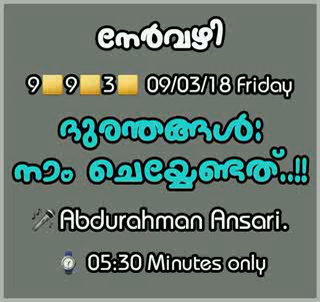 നേർവഴി
9🟨9🟨3🟨 09/03/18 Friday
ദുരന്തങ്ങൾ:
നാം ചെയ്യേണ്ടത്..!!
🎤 Abdurahman Ansari.
⌚ 05:30 Minutes only